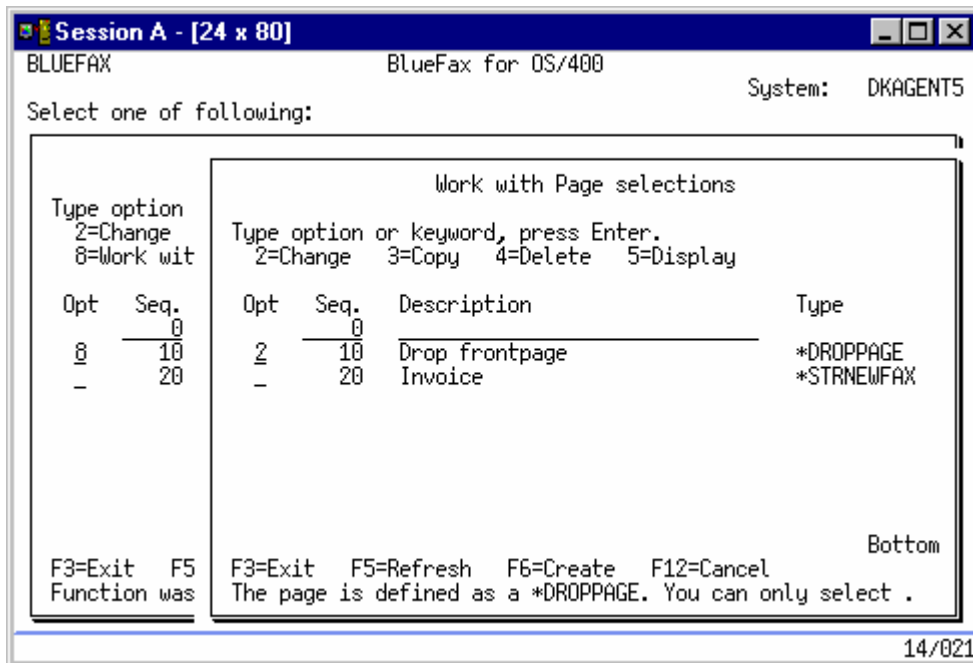 Session A - [24 x 80]
BLUEFAX BlueFax for OS/400
System: DKAGENT5
Select one of following:
Work with Page selections
Type option
2=Change
8=Work wit
Type option or keyword, press Enter.
2=Change 3=Copy 4=Delete 5=Display
Opt Seq. Opt Seq. Description Type
0 0
8 10 2 10 Drop frontpage *DROPPAGE
_ 20 _ 20 Invoice *STRNEWFAX
Bottom
F3=Exit F5 F3=Exit F5=Refresh F6=Create F12=Cancel
Function was The page is defined as a *DROPPAGE. You can only select .
14/021